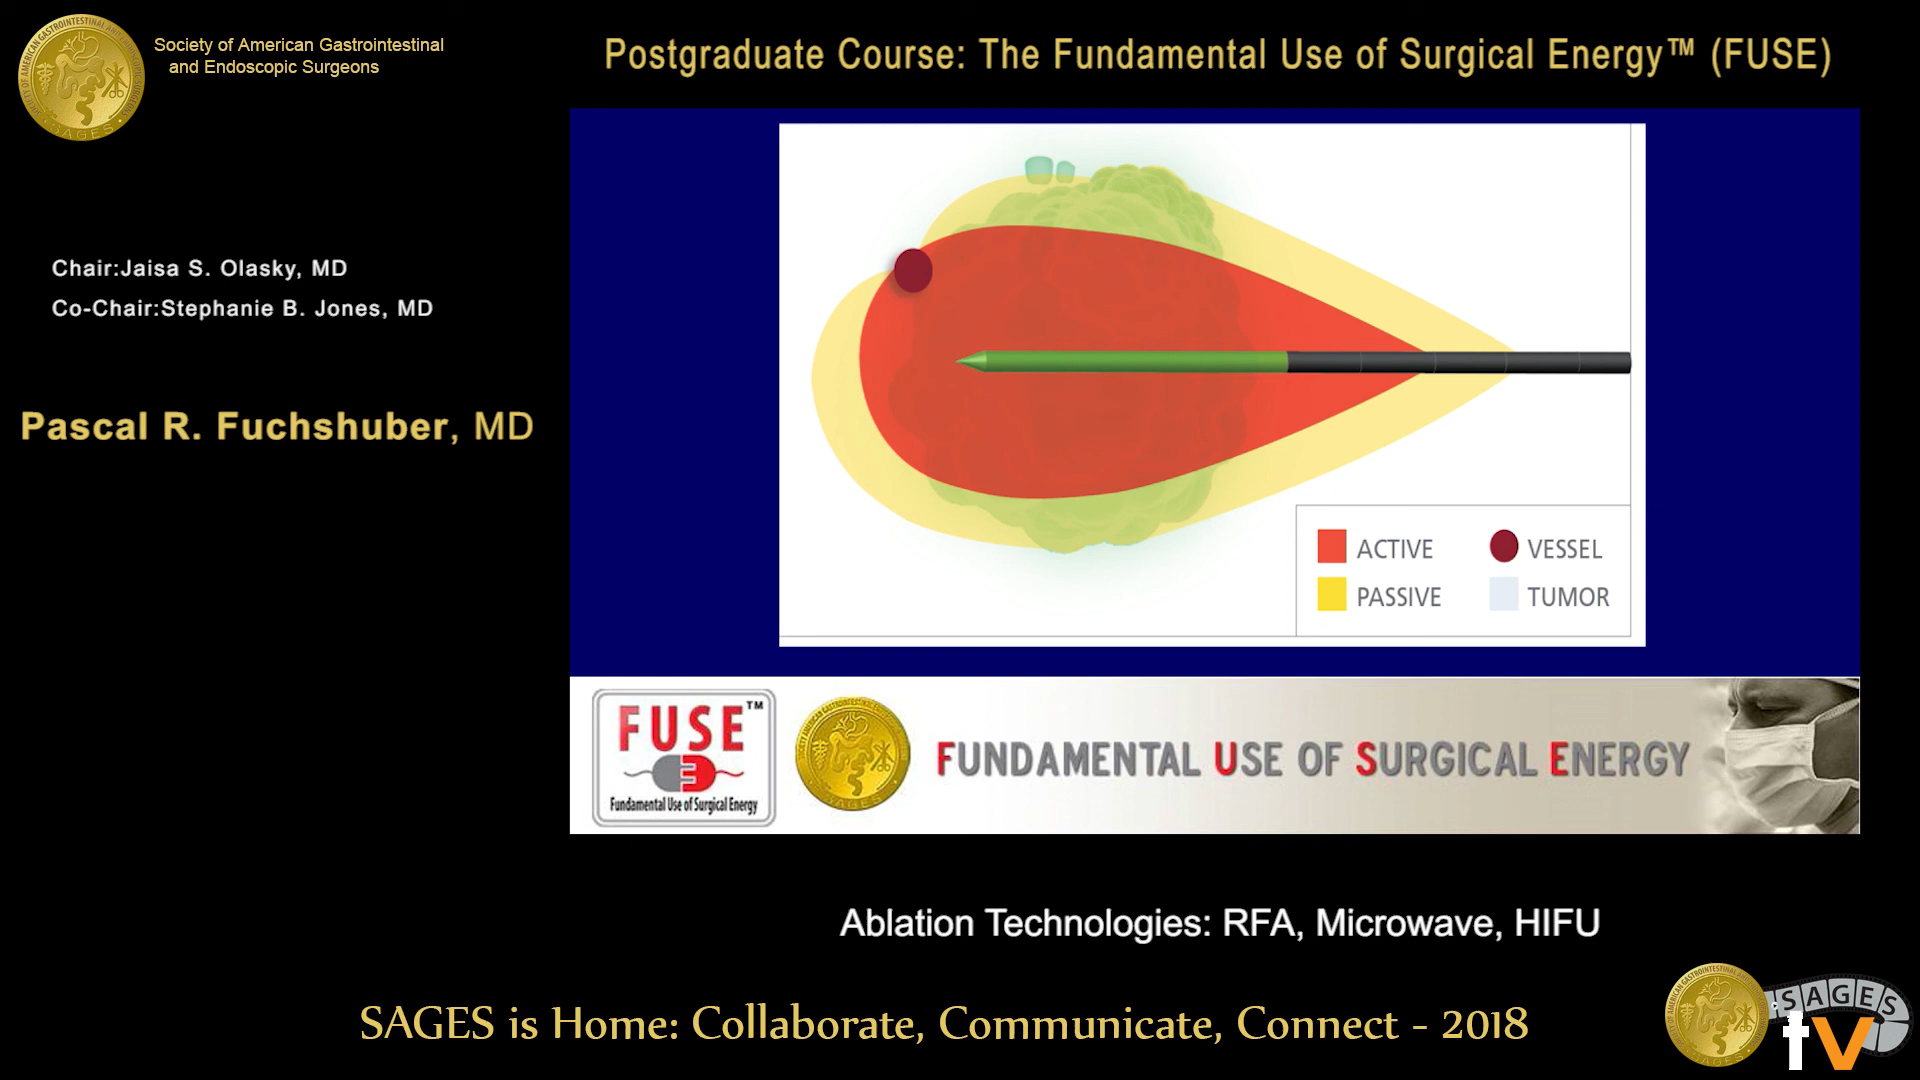 Society of American Gastrointestinal
and Endoscopic Surgeons
Postgraduate Course: The Fundamental Use of Surgical Energy™ (FUSE)
Chair:Jaisa S. Olasky, MD
Co-Chair:Stephanie B. Jones, MD
Pascal R. Fuchshuber, MD
ACTIVE
VESSEL
PASSIVE
TUMOR
FUSE™
Fundamental Use of Surgical Energy
SAGES
FUNDAMENTAL USE OF SURGICAL ENERGY
Ablation Technologies: RFA, Microwave, HIFU
SAGES is Home: Collaborate, Communicate, Connect - 2018
SAGES
tv